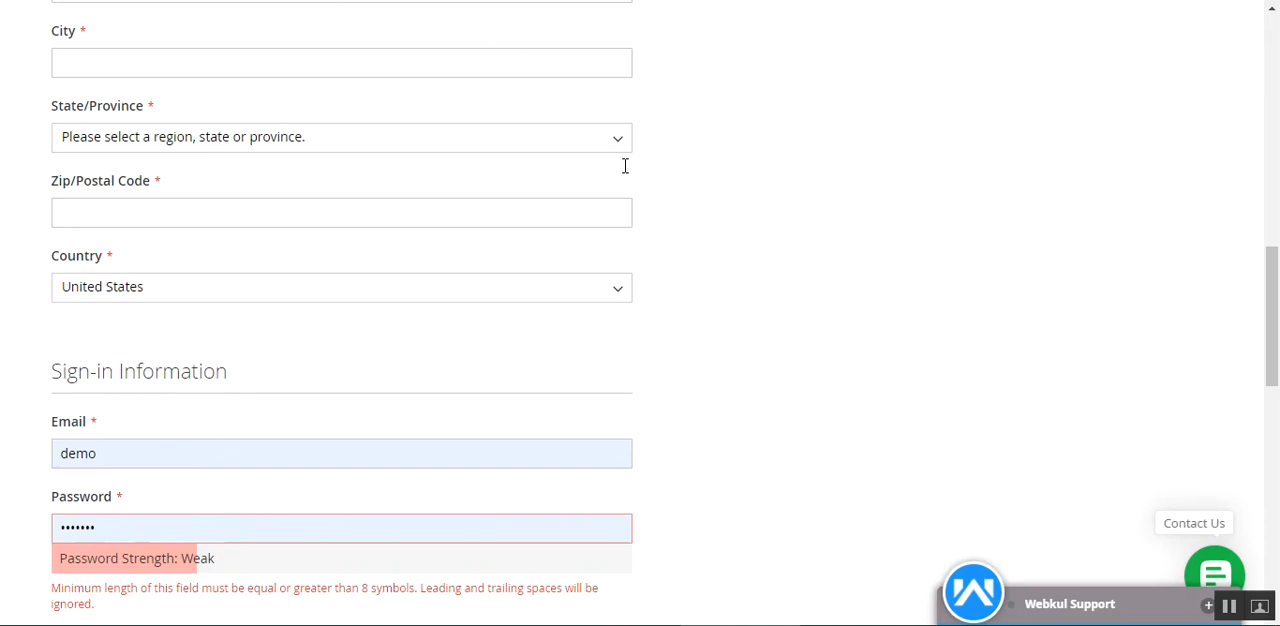 City *
State/Province *
Please select a region, state or province.
Zip/Postal Code *
Country *
United States
Sign-in Information
Email *
demo
Password *
•••••••
Password Strength: Weak
Minimum length of this field must be equal or greater than 8 symbols. Leading and trailing spaces will be
ignored.
Contact Us
Webkul Support
+